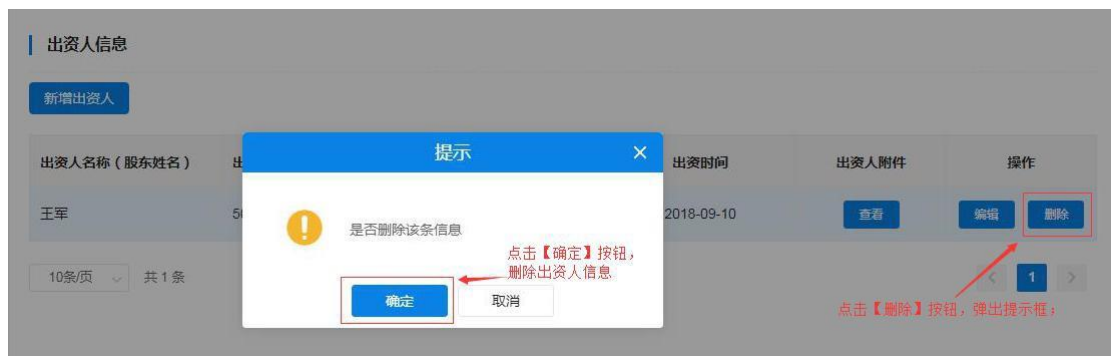 出资人信息
新增出资人
提示
出资人名称（股东姓名）
出资时间
出资人附件
操作
王军
是否删除该条信息
2018-09-10
查看
编辑
删除
点击【确定】按钮，
删除出资人信息
10条/页
共 1 条
确定
取消
1
点击【删除】按钮，弹出提示框；